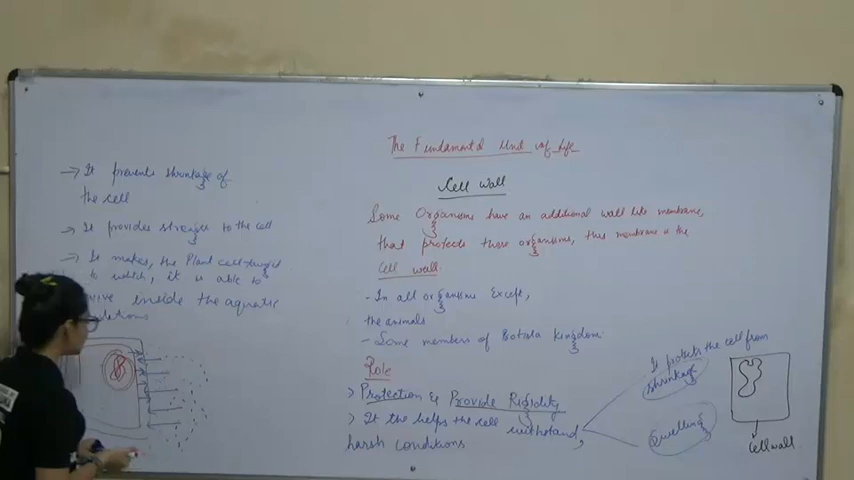 The Fundamental Unit of Life
Cell Wall
Some Organisms have an additional wall like membrane,
that protects these organisms, this membrane is the
Cell wall.
- In all organisms Except,
the animals
- Some members of kingdom
Role
> Protection & Provide Rigidity
> It the helps the cell withstand,
harsh conditions
It protects the cell from
shrinkage
Swelling
Cell wall
→ It prevents shrinkage of
the cell
→ It provides to the cell
→ It makes, the Plant cell
to which, it is able to
inside the aquatic